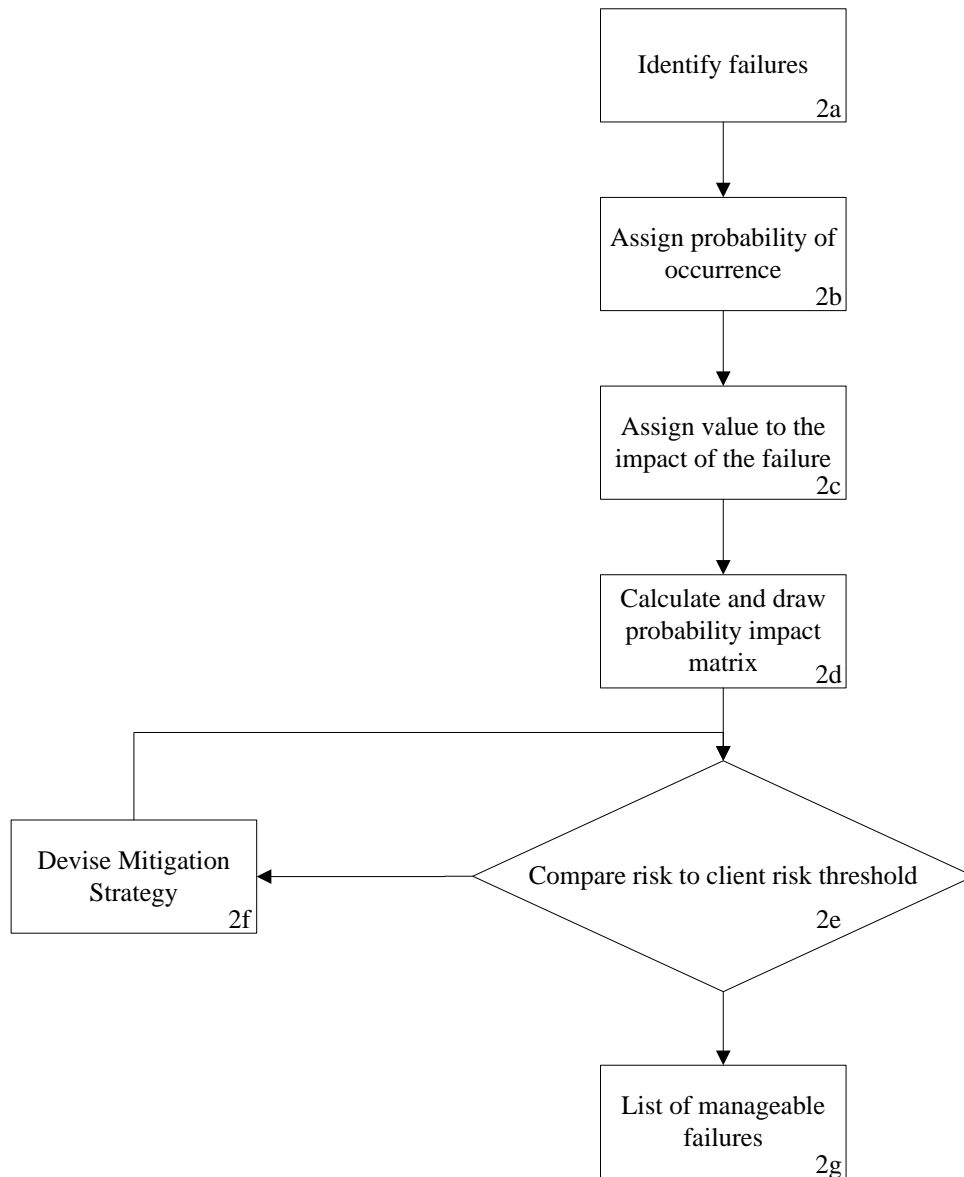 Identify failures
2a
Assign probability of
occurrence
2b
Assign value to the
impact of the failure
2c
Calculate and draw
probability impact
matrix
2d
Compare risk to client risk threshold
2e
Devise Mitigation
Strategy
2f
List of manageable
failures
2g